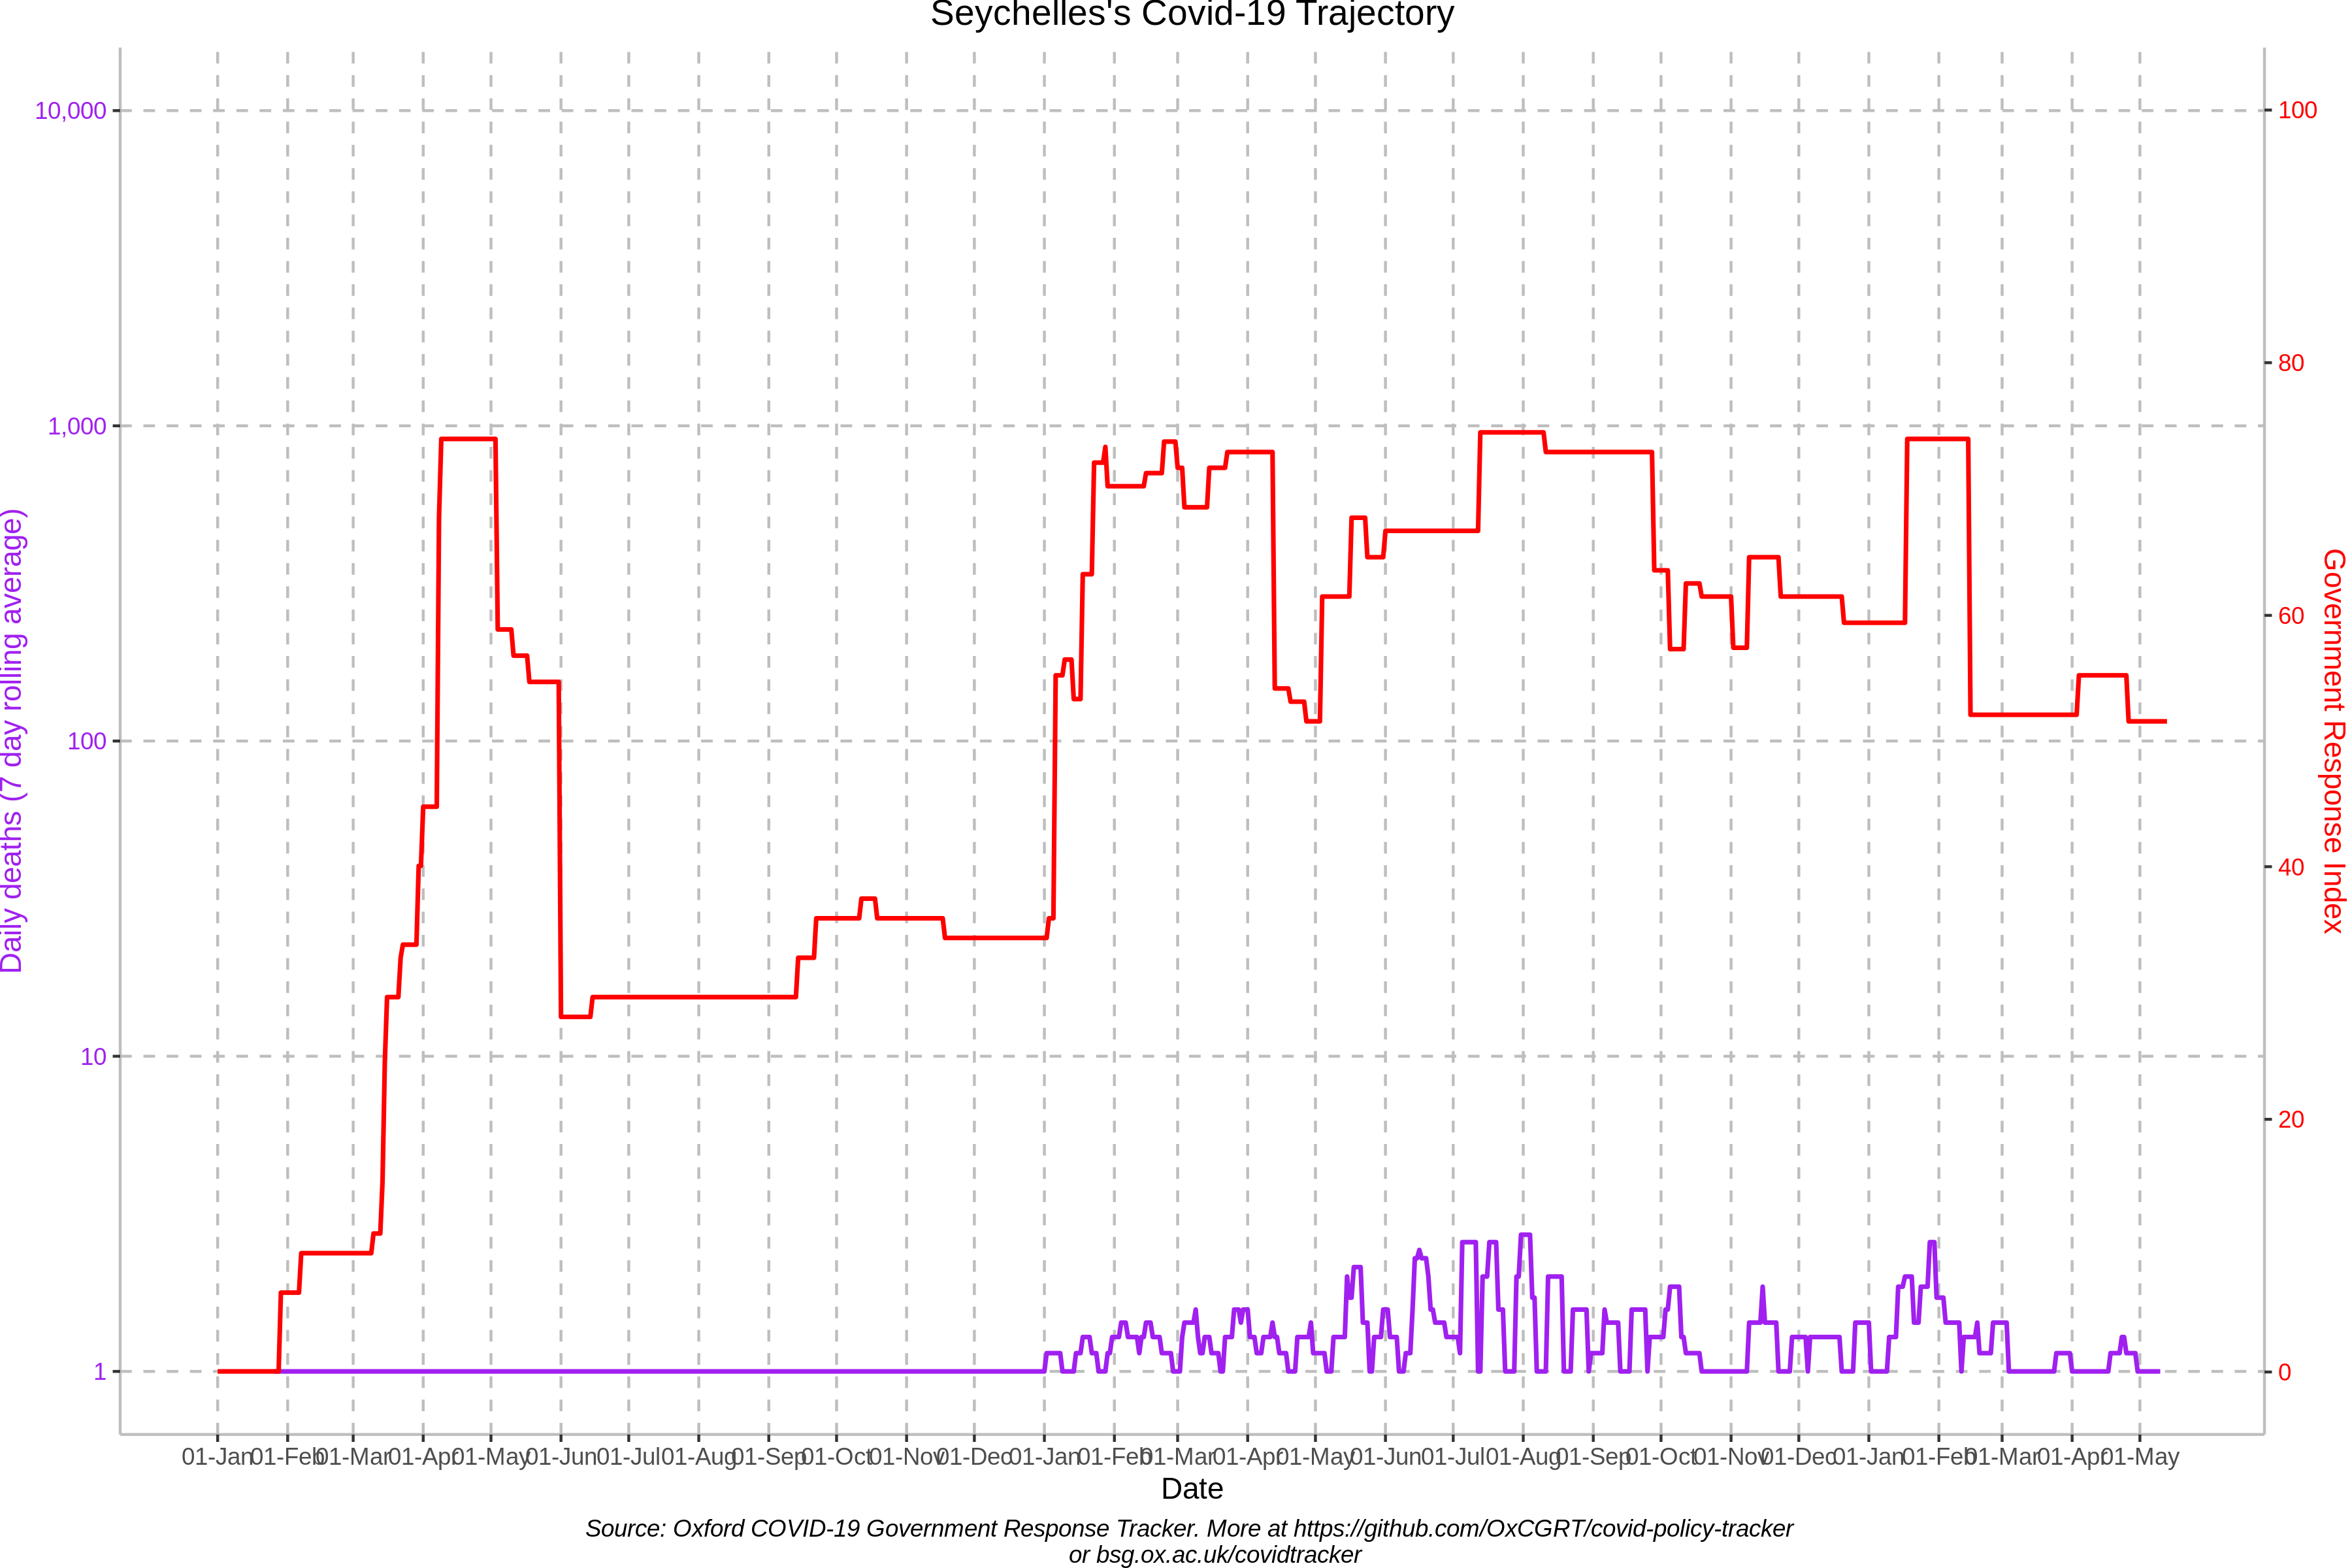 Seychelles's Covid-19 Trajectory
10,000
1,000
100
10
1
Daily deaths (7 day rolling average)
100
80
60
40
20
0
Government Response Index
01-Jan 01-Feb 01-Mar 01-Apr 01-May 01-Jun 01-Jul 01-Aug 01-Sep 01-Oct 01-Nov 01-Dec 01-Jan 01-Feb 01-Mar 01-Apr 01-May 01-Jun 01-Jul 01-Aug 01-Sep 01-Oct 01-Nov 01-Dec 01-Jan 01-Feb 01-Mar 01-Apr 01-May
Date
Source: Oxford COVID-19 Government Response Tracker. More at https://github.com/OxCGRT/covid-policy-tracker
or bsg.ox.ac.uk/covidtracker